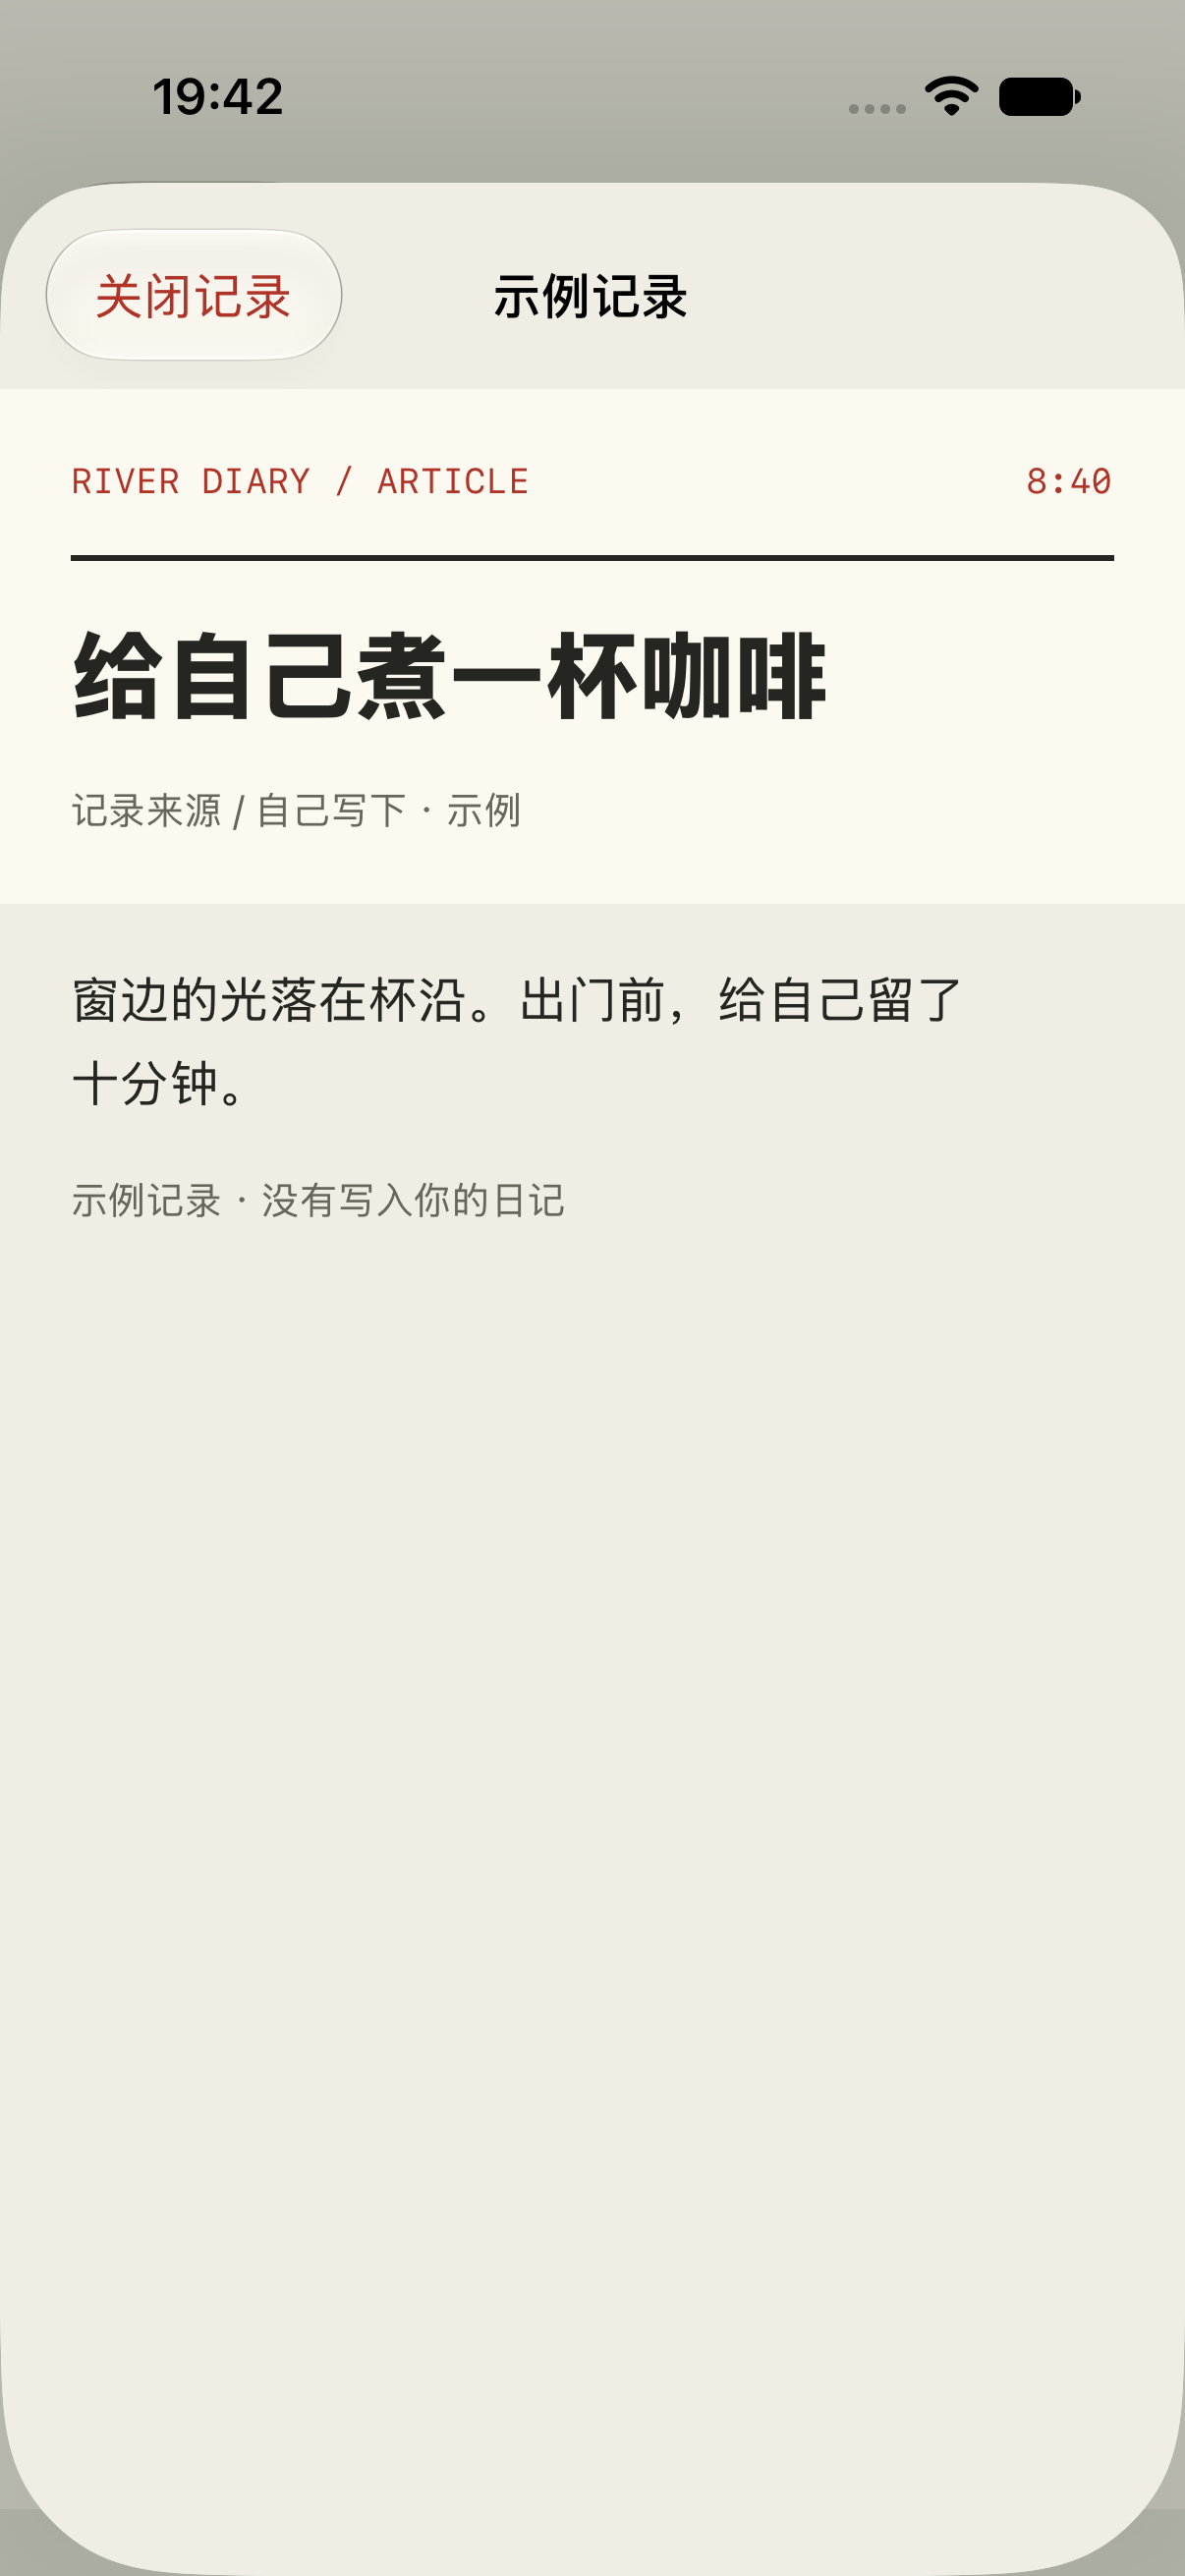 19:42
关闭记录
示例记录
RIVER DIARY / ARTICLE
8:40
给自己煮一杯咖啡
记录来源 / 自己写下 · 示例
窗边的光落在杯沿。出门前，给自己留了
十分钟。
示例记录 · 没有写入你的日记